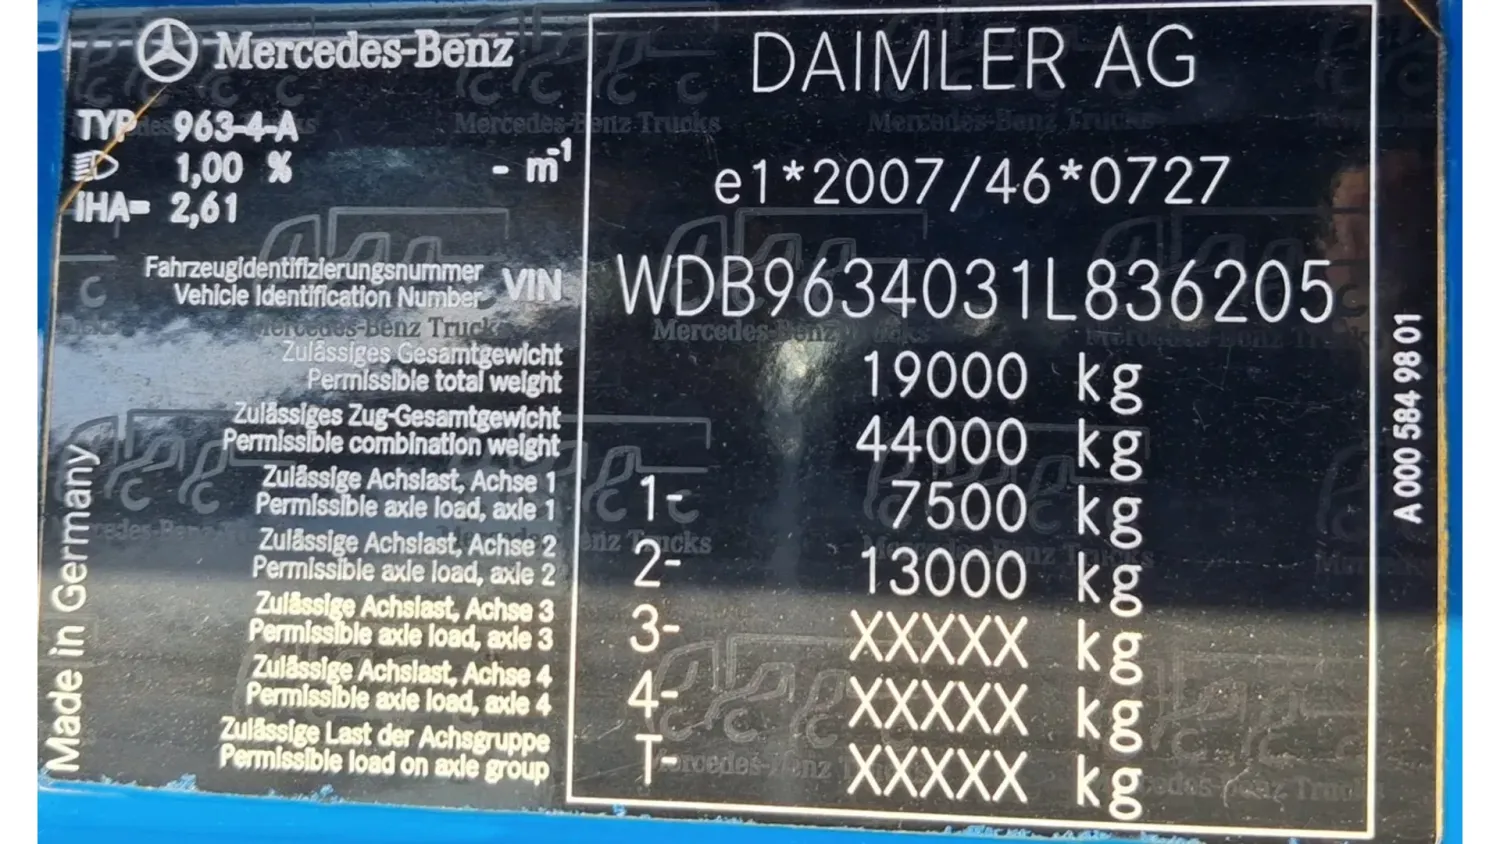 Mercedes-Benz
TYP 963-4-A
1,00 % - m-1
iHA= 2,61
DAIMLER AG
e1*2007/46*0727
Fahrzeugidentifizierungsnummer
Vehicle Identification Number
VIN WDB9634031L836205
Zulässiges Gesamtgewicht
Permissible total weight
19000 kg
Zulässiges Zug-Gesamtgewicht
Permissible combination weight
44000 kg
Zulässige Achslast, Achse 1
Permissible axle load, axle 1
1- 7500 kg
Zulässige Achslast, Achse 2
Permissible axle load, axle 2
2- 13000 kg
Zulässige Achslast, Achse 3
Permissible axle load, axle 3
3- XXXXX kg
Zulässige Achslast, Achse 4
Permissible axle load, axle 4
4- XXXXX kg
Zulässige Last der Achsgruppe
Permissible load on axle group
T- XXXXX kg
Made in Germany
A 000 584 98 01
Mercedes-Benz Trucks